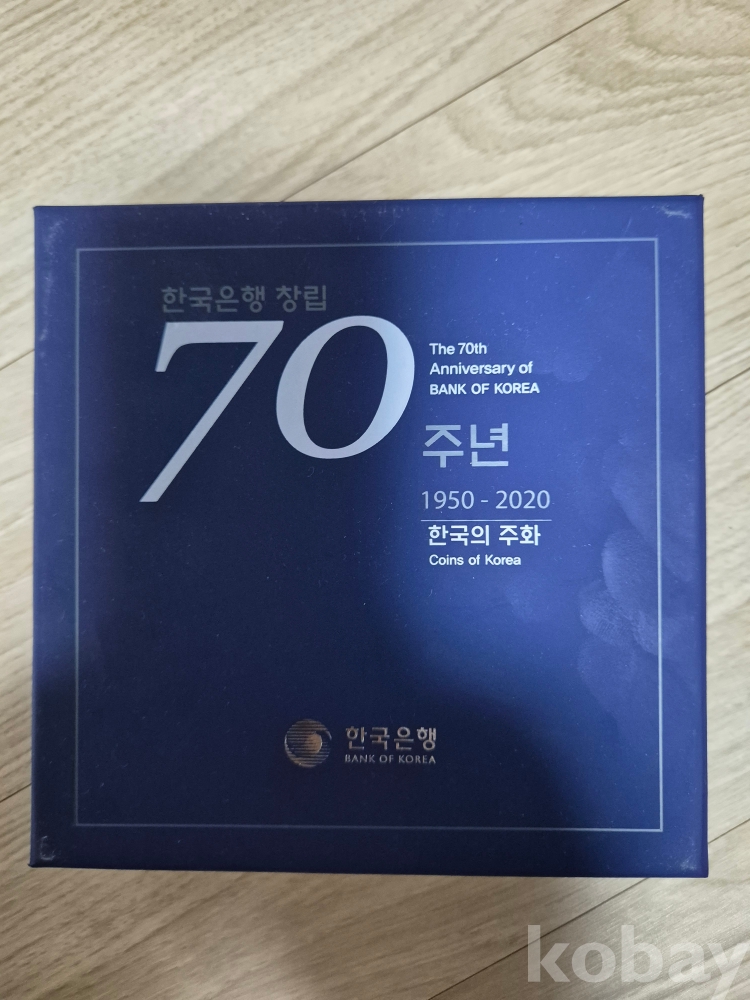 한국은행 창립
70
The 70th
Anniversary of
BANK OF KOREA
주년
1950 - 2020
한국의 주화
Coins of Korea
한국은행
BANK OF KOREA
kobay